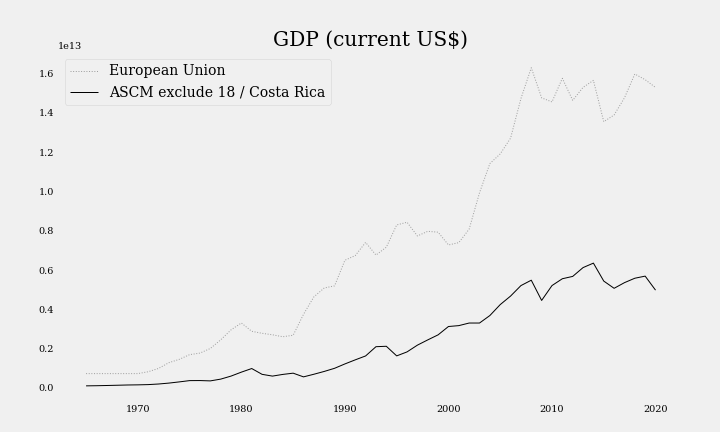 GDP (current US$)
1e13
European Union
ASCM exclude 18 / Costa Rica
1.6
1.4
1.2
1.0
0.8
0.6
0.4
0.2
0.0
1970 1980 1990 2000 2010 2020